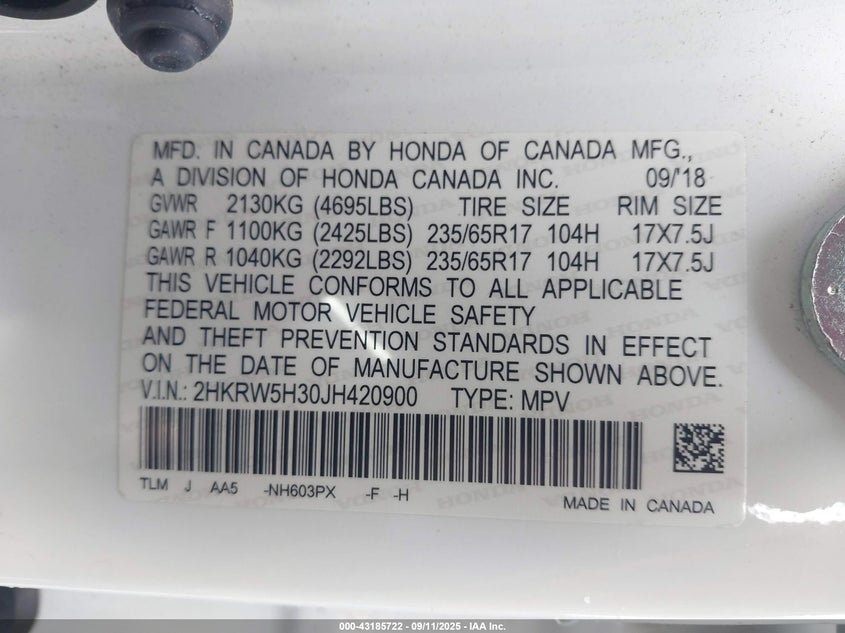 MFD. IN CANADA BY HONDA OF CANADA MFG.,
A DIVISION OF HONDA CANADA INC. 09/'18
GVWR 2130KG (4695LBS) TIRE SIZE RIM SIZE
GAWR F 1100KG (2425LBS) 235/65R17 104H 17X7.5J
GAWR R 1040KG (2292LBS) 235/65R17 104H 17X7.5J
THIS VEHICLE CONFORMS TO ALL APPLICABLE
FEDERAL MOTOR VEHICLE SAFETY
AND THEFT PREVENTION STANDARDS IN EFFECT
ON THE DATE OF MANUFACTURE SHOWN ABOVE.
V.I.N.: 2HKRW5H30JH420900 TYPE: MPV
TLM J AA5 -NH603PX -F -H
MADE IN CANADA
000-43185722 - 09/11/2025 - IAA Inc.